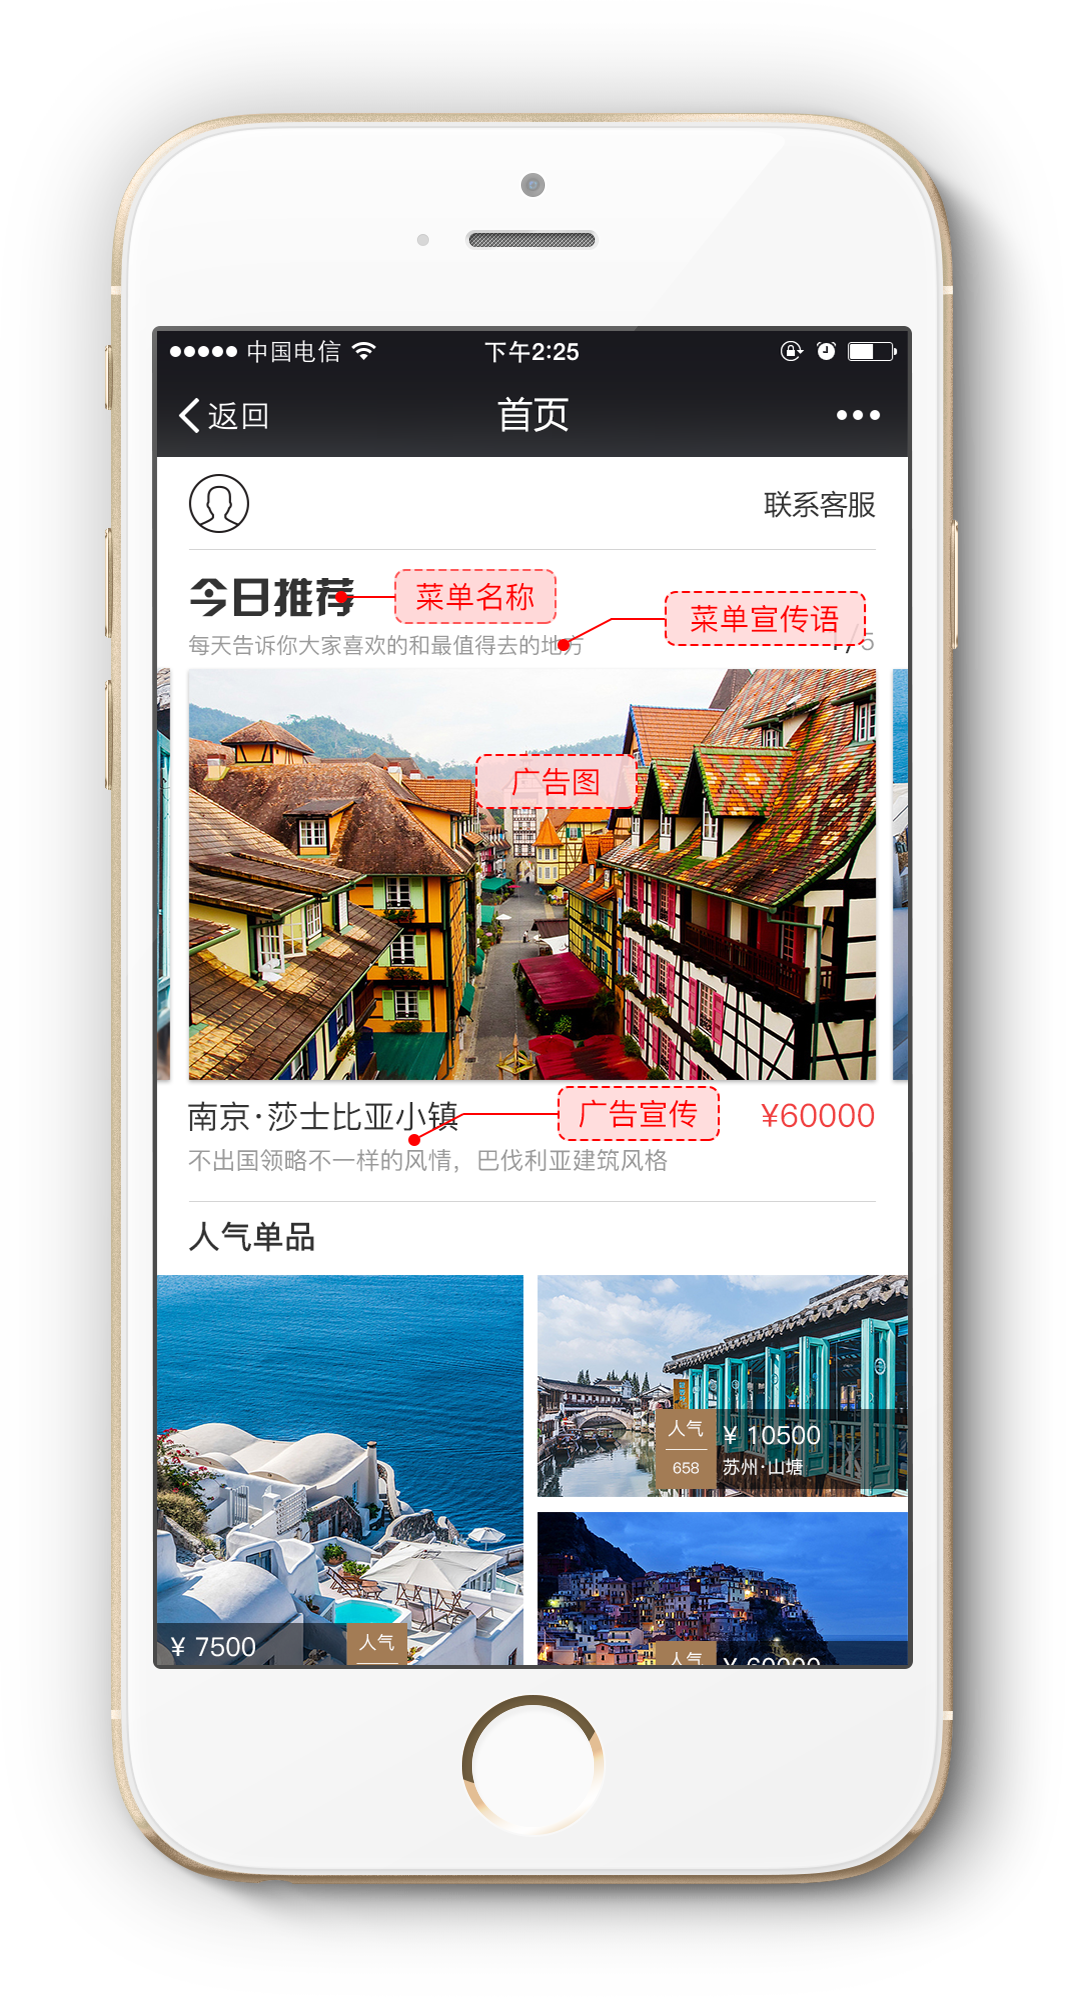 中国电信
下午2:25
返回
首页
联系客服
今日推荐
菜单名称
菜单宣传语
每天告诉你大家喜欢的和最值得去的地方
1/5
广告图
南京·莎士比亚小镇
广告宣传
¥60000
不出国领略不一样的风情，巴伐利亚建筑风格
人气单品
人气
658
¥ 10500
苏州·山塘
¥ 7500
人气
人气
¥ 60000